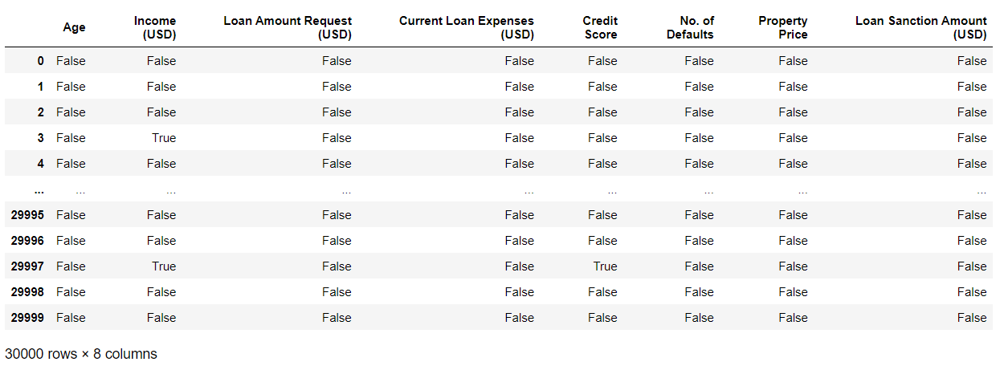 Age Income (USD) Loan Amount Request (USD) Current Loan Expenses (USD) Credit Score No. of Defaults Property Price Loan Sanction Amount (USD)
0 False False False False False False False False
1 False False False False False False False False
2 False False False False False False False False
3 False True False False False False False False
4 False False False False False False False False
... ... ... ... ... ... ... ... ...
29995 False False False False False False False False
29996 False False False False False False False False
29997 False True False False True False False False
29998 False False False False False False False False
29999 False False False False False False False False
30000 rows × 8 columns